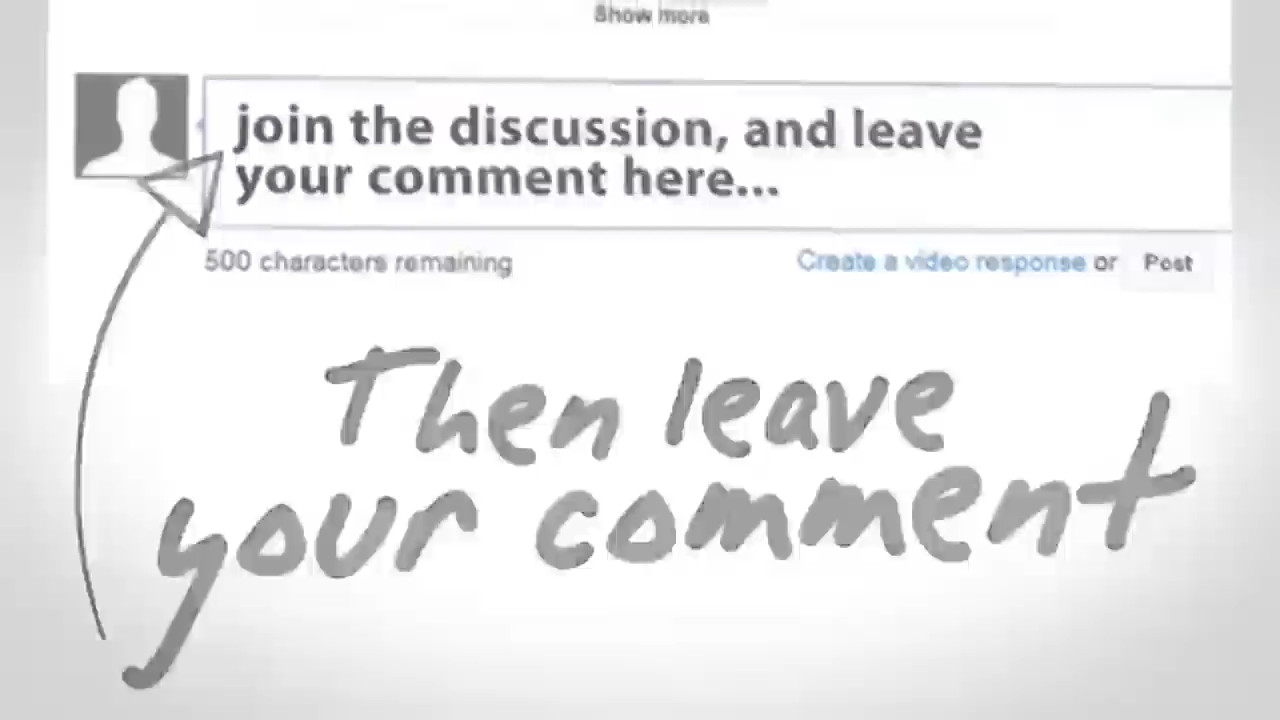 Show more
join the discussion, and leave
your comment here...
500 characters remaining
Create a video response or Post
Then leave
your comment